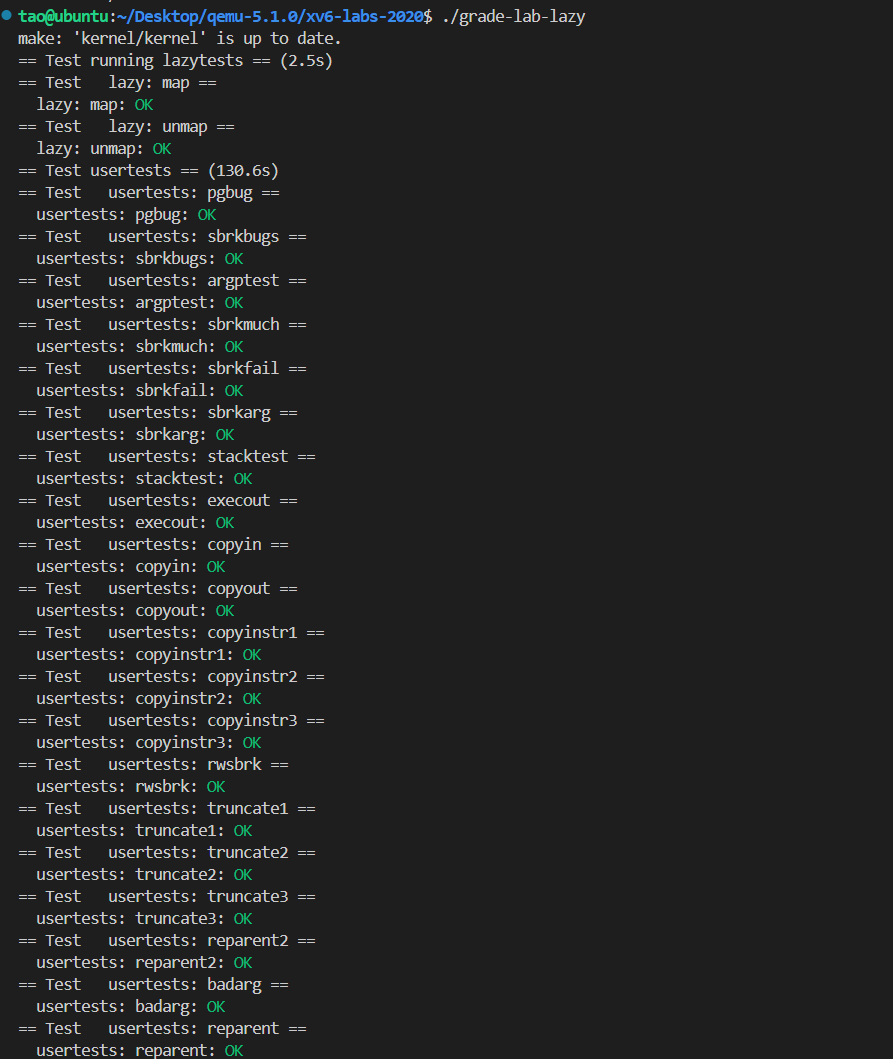 tao@ubuntu:~/Desktop/qemu-5.1.0/xv6-labs-2020$ ./grade-lab-lazy
make: 'kernel/kernel' is up to date.
== Test running lazytests == (2.5s)
== Test   lazy: map ==
  lazy: map: OK
== Test   lazy: unmap ==
  lazy: unmap: OK
== Test usertests == (130.6s)
== Test   usertests: pgbug ==
  usertests: pgbug: OK
== Test   usertests: sbrkbugs ==
  usertests: sbrkbugs: OK
== Test   usertests: argptest ==
  usertests: argptest: OK
== Test   usertests: sbrkmuch ==
  usertests: sbrkmuch: OK
== Test   usertests: sbrkfail ==
  usertests: sbrkfail: OK
== Test   usertests: sbrkarg ==
  usertests: sbrkarg: OK
== Test   usertests: stacktest ==
  usertests: stacktest: OK
== Test   usertests: execout ==
  usertests: execout: OK
== Test   usertests: copyin ==
  usertests: copyin: OK
== Test   usertests: copyout ==
  usertests: copyout: OK
== Test   usertests: copyinstr1 ==
  usertests: copyinstr1: OK
== Test   usertests: copyinstr2 ==
  usertests: copyinstr2: OK
== Test   usertests: copyinstr3 ==
  usertests: copyinstr3: OK
== Test   usertests: rwsbrk ==
  usertests: rwsbrk: OK
== Test   usertests: truncate1 ==
  usertests: truncate1: OK
== Test   usertests: truncate2 ==
  usertests: truncate2: OK
== Test   usertests: truncate3 ==
  usertests: truncate3: OK
== Test   usertests: reparent2 ==
  usertests: reparent2: OK
== Test   usertests: badarg ==
  usertests: badarg: OK
== Test   usertests: reparent ==
  usertests: reparent: OK